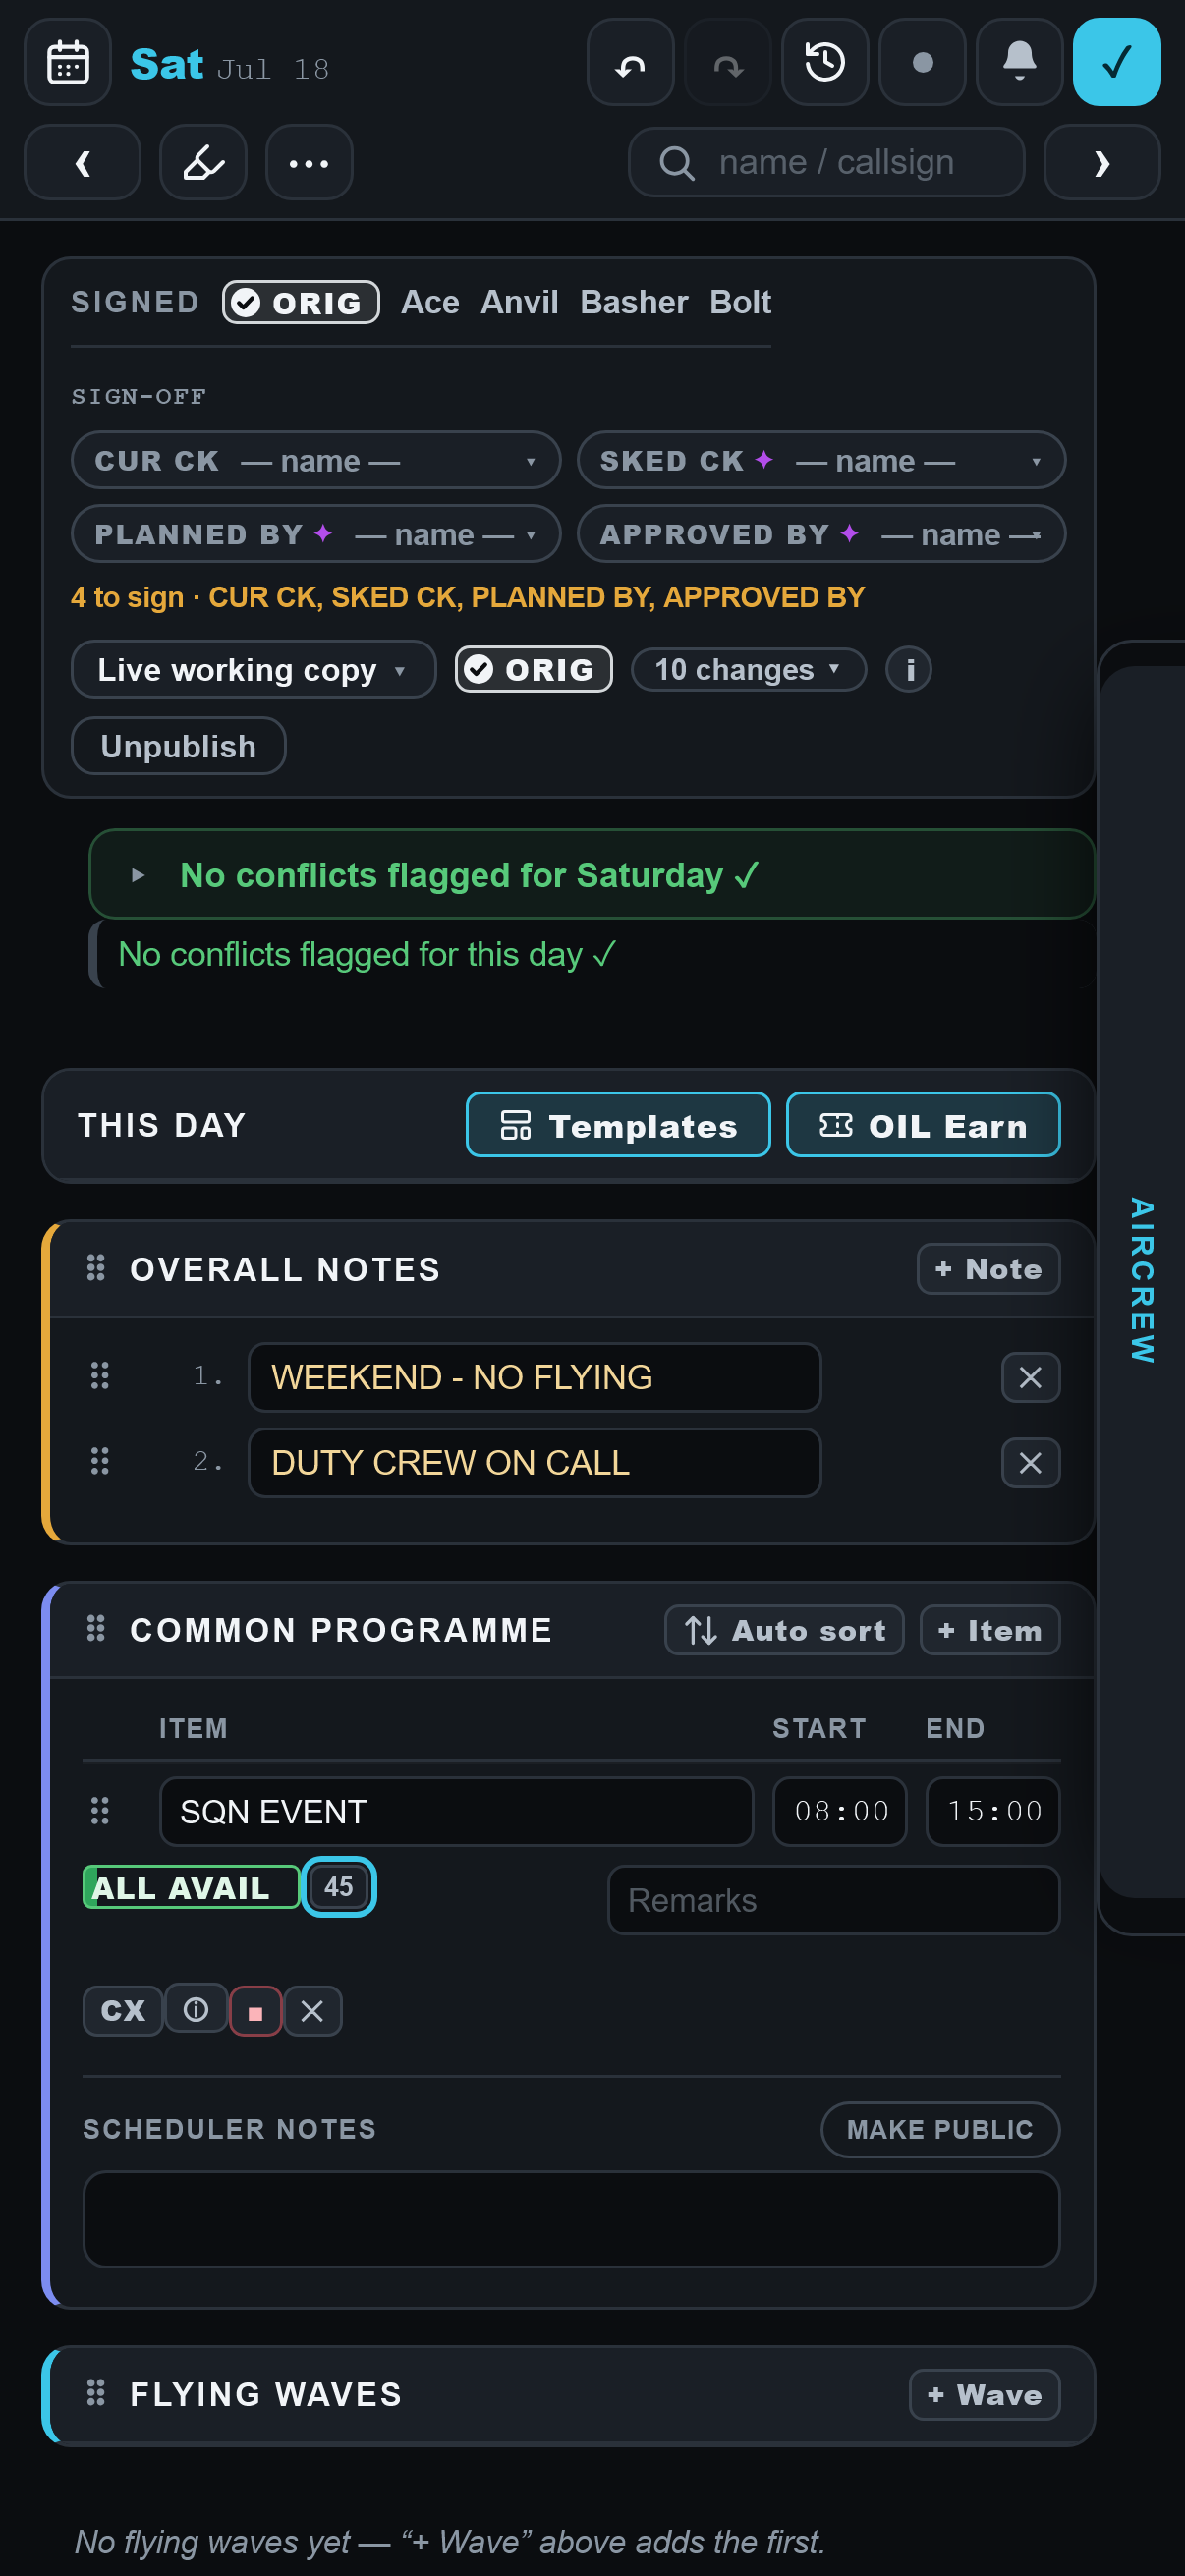 Sat Jul 18
name / callsign
SIGNED ORIG Ace Anvil Basher Bolt
SIGN-OFF
CUR CK — name —
SKED CK — name —
PLANNED BY — name —
APPROVED BY — name —
4 to sign · CUR CK, SKED CK, PLANNED BY, APPROVED BY
Live working copy ORIG 10 changes i
Unpublish
No conflicts flagged for Saturday ✓
No conflicts flagged for this day ✓
THIS DAY Templates OIL Earn
AIRCREW
OVERALL NOTES + Note
1. WEEKEND - NO FLYING
2. DUTY CREW ON CALL
COMMON PROGRAMME Auto sort + Item
ITEM START END
SQN EVENT 08:00 15:00
ALL AVAIL 45 Remarks
CX
SCHEDULER NOTES MAKE PUBLIC
FLYING WAVES + Wave
No flying waves yet — “+ Wave” above adds the first.